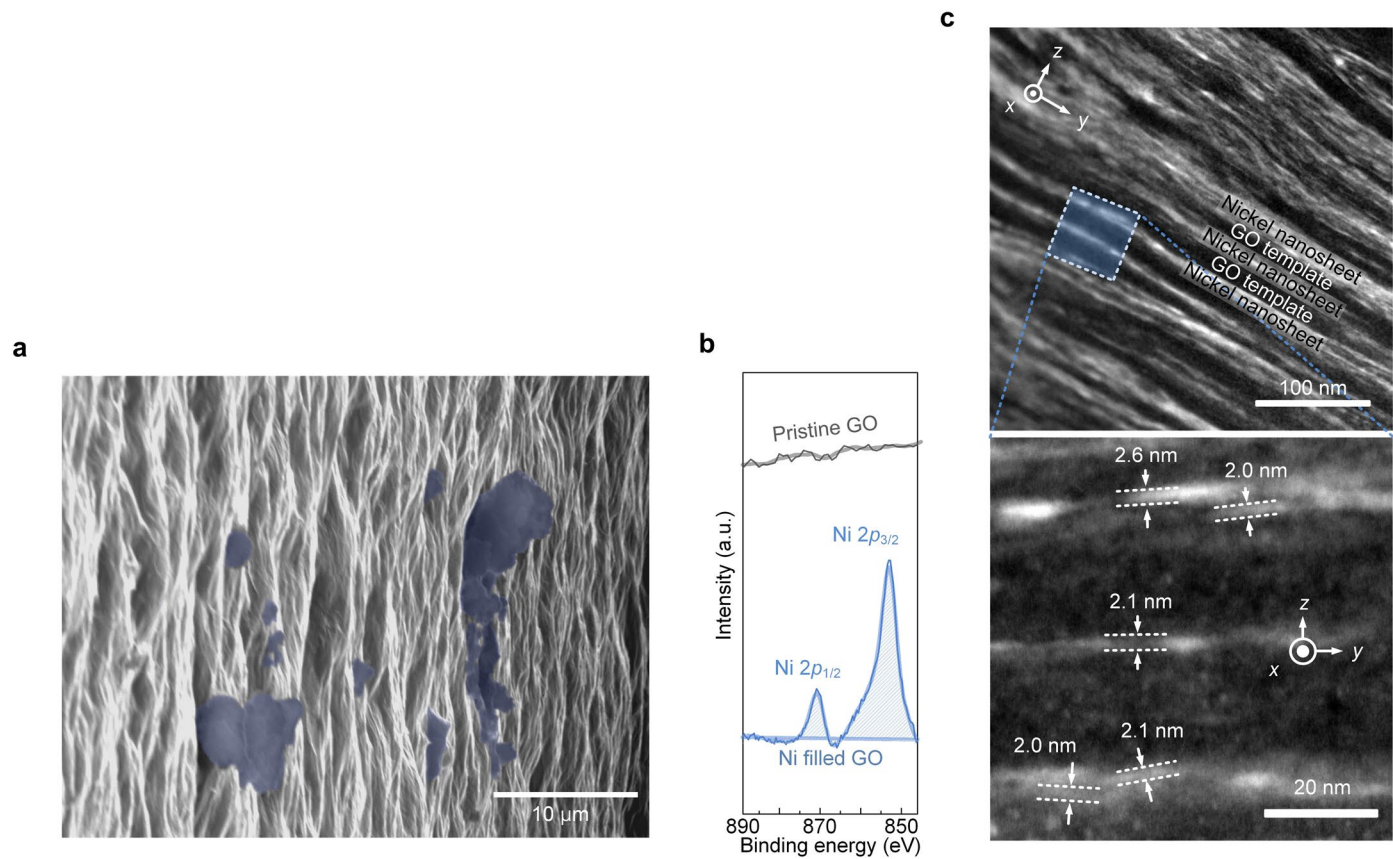 a
10 µm
b
Pristine GO
Ni 2p3/2
Ni 2p1/2
Ni filled GO
Intensity (a.u.)
890 870 850
Binding energy (eV)
c
z
x
y
Nickel nanosheet
GO template
Nickel nanosheet
GO template
Nickel nanosheet
100 nm
2.6 nm
2.0 nm
2.1 nm
z
y
x
2.1 nm
2.0 nm
20 nm